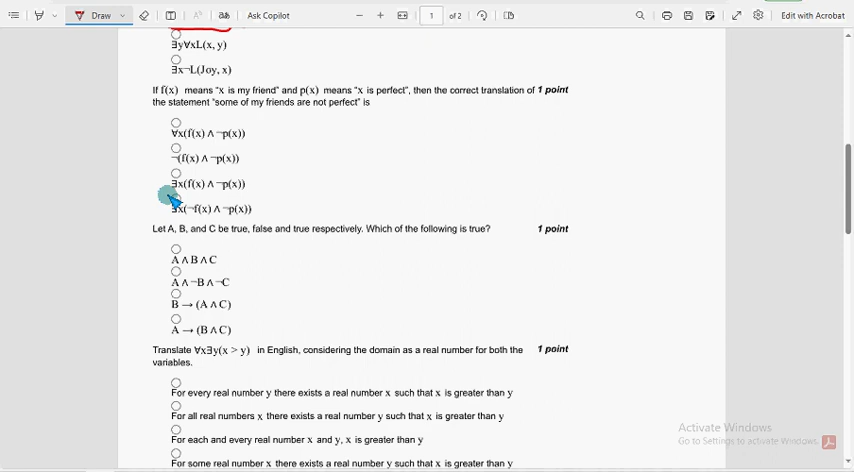 Draw
Ask Copilot
1 of 2
Edit with Acrobat
∃y∀xL(x, y)
∃x¬L(Joy, x)
If f(x) means “x is my friend” and p(x) means “x is perfect”, then the correct translation of 1 point
the statement “some of my friends are not perfect” is
∀x(f(x) ∧ ¬p(x))
¬(f(x) ∧ ¬p(x))
∃x(f(x) ∧ ¬p(x))
∃x(¬f(x) ∧ ¬p(x))
Let A, B, and C be true, false and true respectively. Which of the following is true? 1 point
A ∧ B ∧ C
A ∧ ¬B ∧ ¬C
B → (A ∧ C)
A → (B ∧ C)
Translate ∀x∃y(x > y) in English, considering the domain as a real number for both the 1 point
variables.
For every real number y there exists a real number x such that x is greater than y
For all real numbers x there exists a real number y such that x is greater than y
For each and every real number x and y, x is greater than y
For some real number x there exists a real number y such that x is greater than y
Activate Windows
Go to Settings to activate Windows.